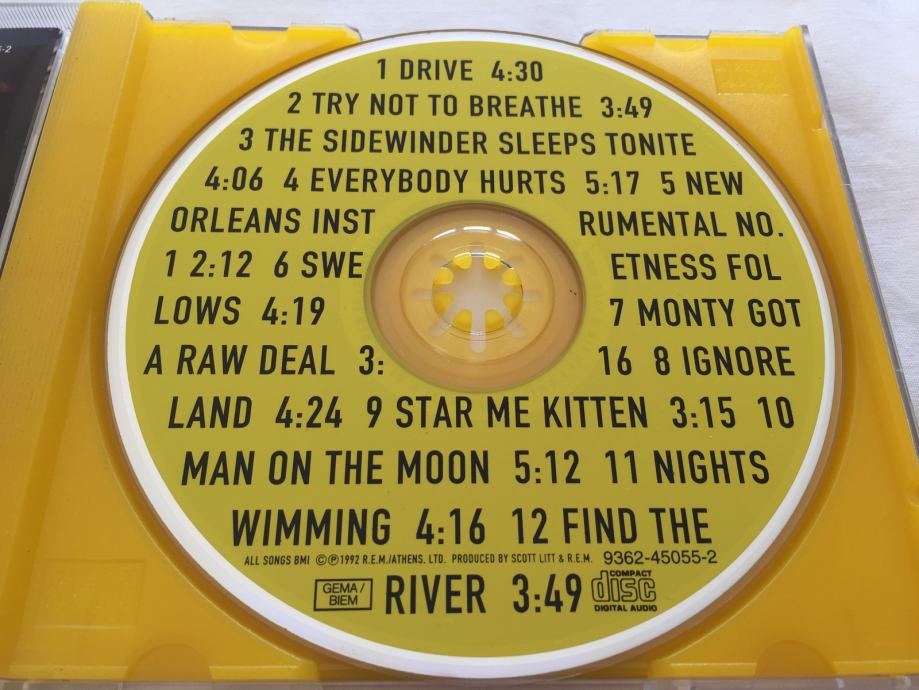 1 DRIVE 4:30
2 TRY NOT TO BREATHE 3:49
3 THE SIDEWINDER SLEEPS TONITE
4:06 4 EVERYBODY HURTS 5:17 5 NEW
ORLEANS INST RUMENTAL NO.
1 2:12 6 SWE ETNESS FOL
LOWS 4:19 7 MONTY GOT
A RAW DEAL 3: 16 8 IGNORE
LAND 4:24 9 STAR ME KITTEN 3:15 10
MAN ON THE MOON 5:12 11 NIGHTS
WIMMING 4:16 12 FIND THE
ALL SONGS BMI ©℗1992 R.E.M./ATHENS, LTD. PRODUCED BY SCOTT LITT & R.E.M. 9362-45055-2
GEMA/
BIEM
RIVER 3:49
COMPACT
disc
DIGITAL AUDIO